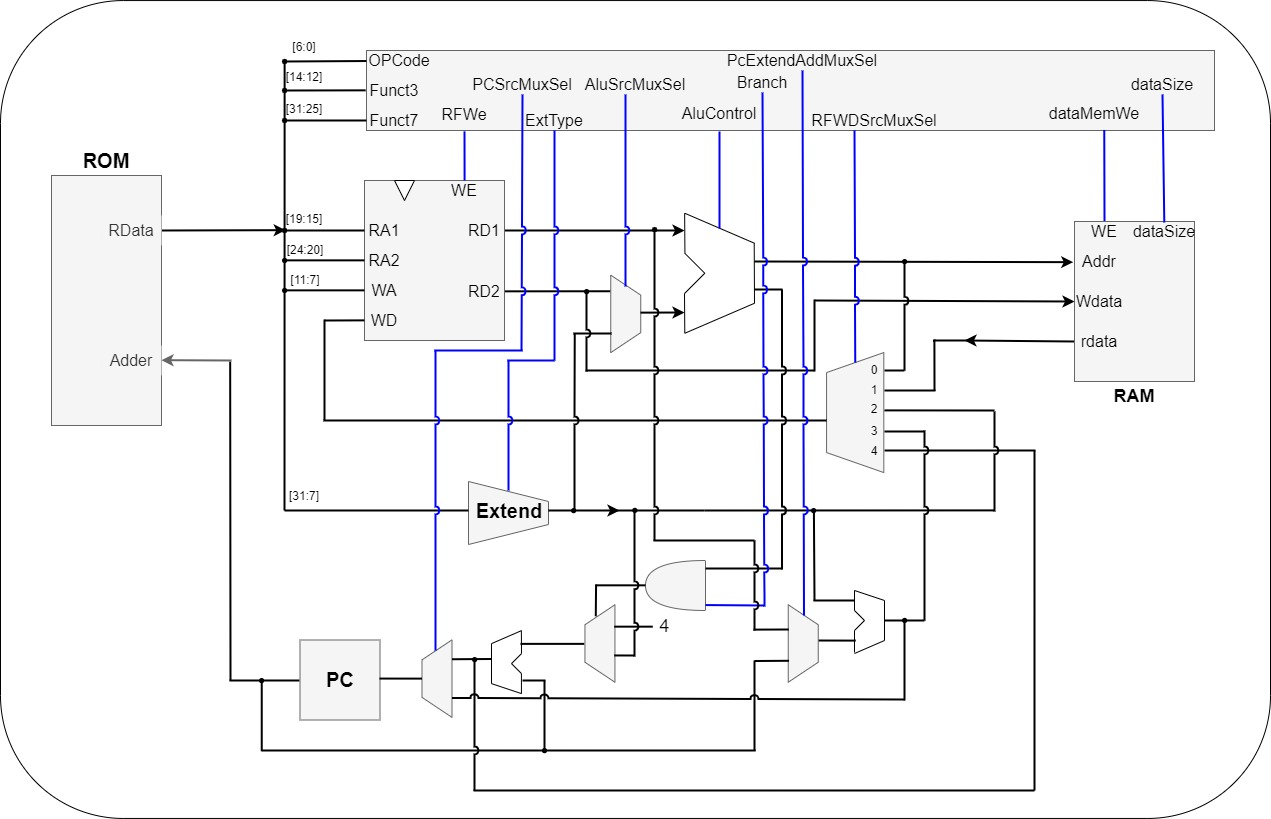 [6:0]
OPCode
PcExtendAddMuxSel
[14:12]
Funct3
PCSrcMuxSel
AluSrcMuxSel
Branch
dataSize
[31:25]
Funct7
RFWe
ExtType
AluControl
RFWDSrcMuxSel
dataMemWe
ROM
WE
[19:15]
RData
RA1
RD1
WE
dataSize
[24:20]
RA2
Addr
[11:7]
WA
RD2
Wdata
WD
rdata
Adder
0
1
RAM
2
3
4
[31:7]
Extend
4
PC